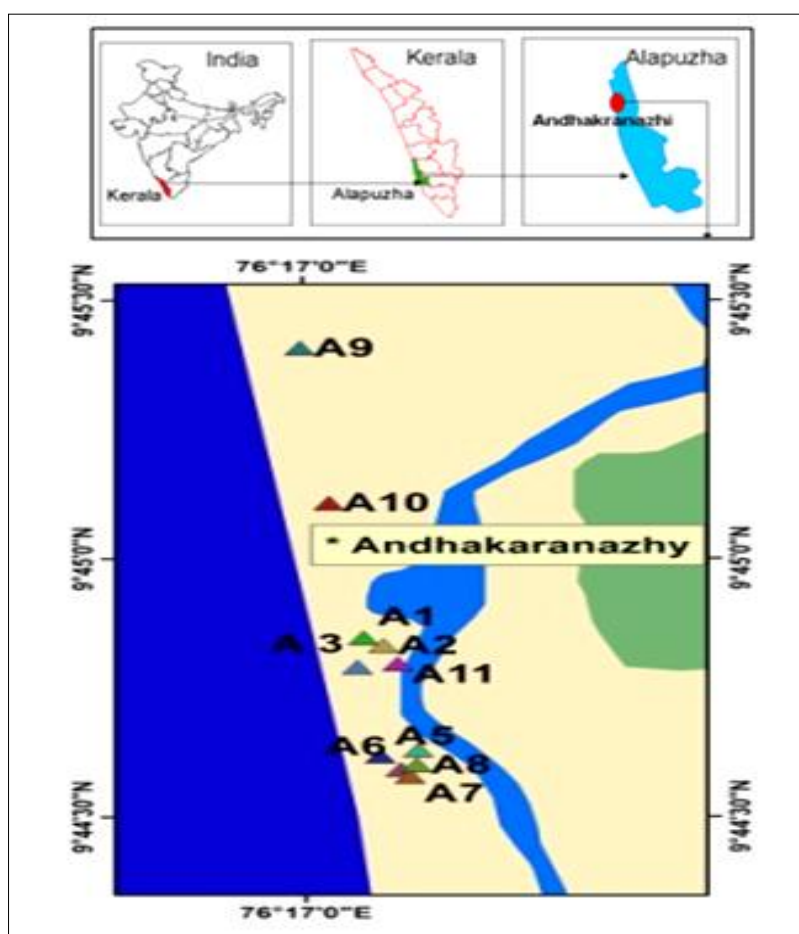 India
Kerala
Kerala
Alapuzha
Alapuzha
Andhakranazhi
76°17'0"E
9°45'30"N
9°45'30"N
A9
A10
* Andhakaranazhy
9°45'0"N
9°45'0"N
A1
A 3
A2
A11
A5
A6
A8
A7
9°44'30"N
9°44'30"N
76°17'0"E